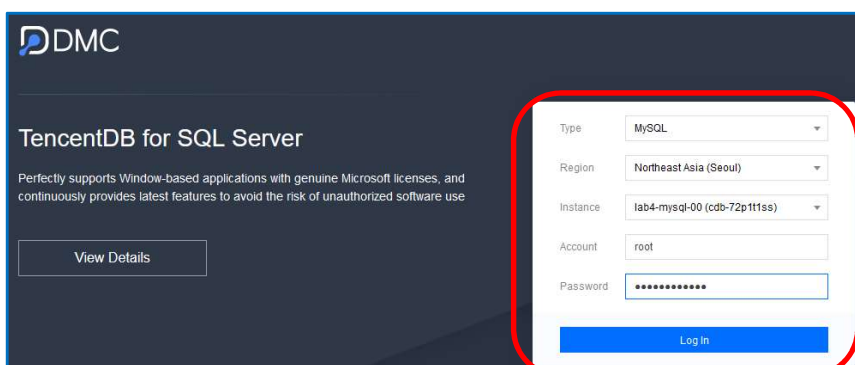 DMC
TencentDB for SQL Server
Perfectly supports Window-based applications with genuine Microsoft licenses, and
continuously provides latest features to avoid the risk of unauthorized software use
View Details
Type MySQL
Region Northeast Asia (Seoul)
Instance lab4-mysql-00 (cdb-72p1t1ss)
Account root
Password ●●●●●●●●●●●●
Log In